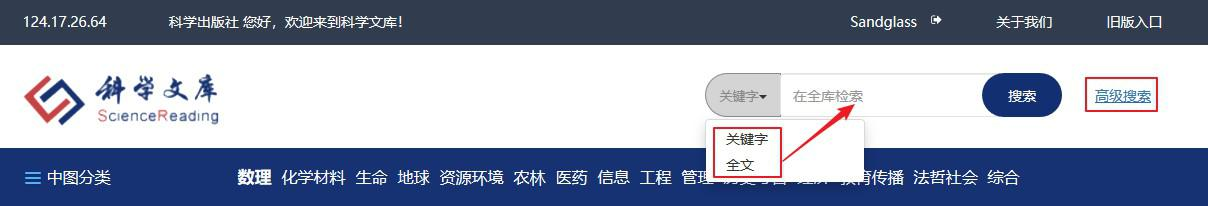 124.17.26.64 科学出版社 您好，欢迎来到科学文库！ Sandglass 关于我们 旧版入口
科学文库
ScienceReading
关键字 在全库检索 搜索 高级搜索
关键字
全文
中图分类 数理 化学材料 生命 地球 资源环境 农林 医药 信息 工程 管理 教育传播 法哲社会 综合